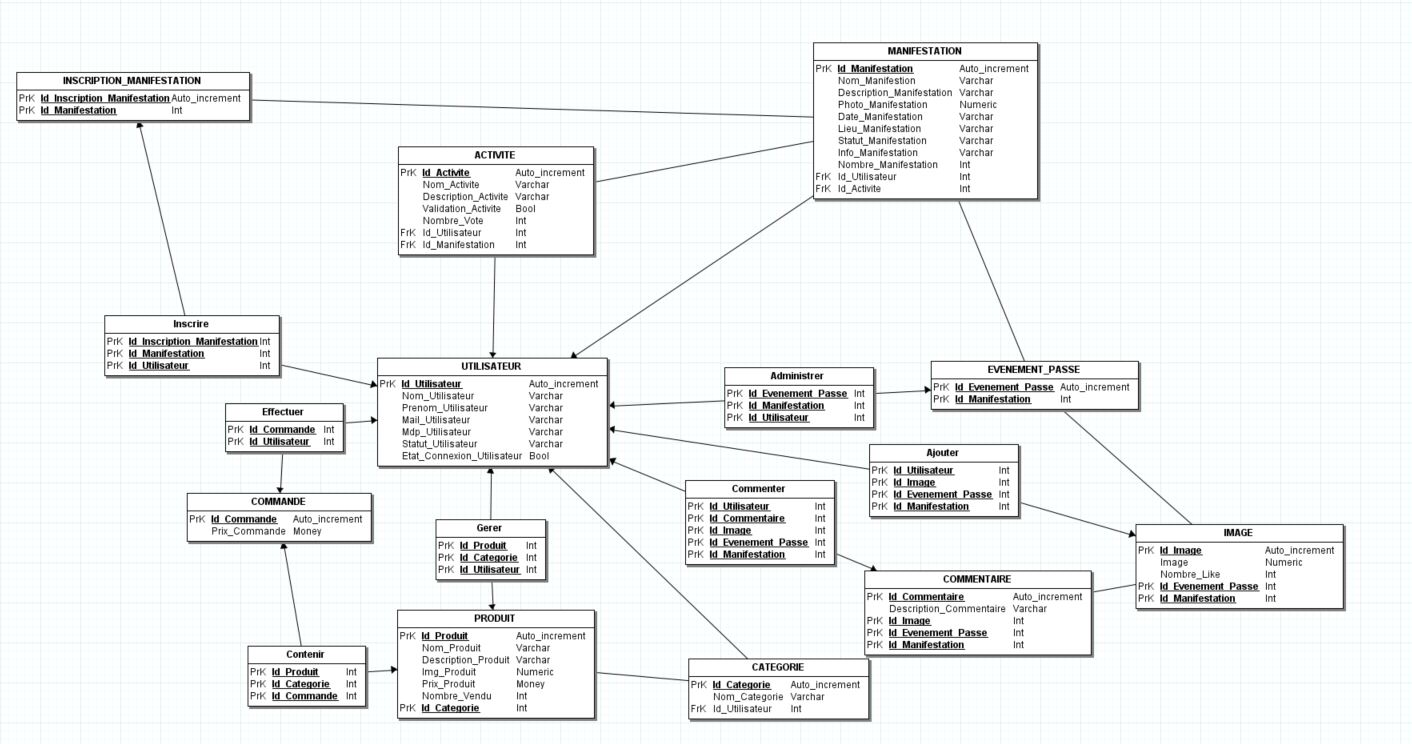 MANIFESTATION
PrK Id_Manifestation Auto_increment
Nom_Manifestion Varchar
Description_Manifestation Varchar
Photo_Manifestation Numeric
Date_Manifestation Varchar
Lieu_Manifestation Varchar
Statut_Manifestation Varchar
Info_Manifestation Varchar
Nombre_Manifestation Int
FrK Id_Utilisateur Int
FrK Id_Activite Int
INSCRIPTION_MANIFESTATION
PrK Id_Inscription_Manifestation Auto_increment
PrK Id_Manifestation Int
ACTIVITE
PrK Id_Activite Auto_increment
Nom_Activite Varchar
Description_Activite Varchar
Validation_Activite Bool
Nombre_Vote Int
FrK Id_Utilisateur Int
FrK Id_Manifestation Int
Inscrire
PrK Id_Inscription_Manifestation Int
PrK Id_Manifestation Int
PrK Id_Utilisateur Int
UTILISATEUR
PrK Id_Utilisateur Auto_increment
Nom_Utilisateur Varchar
Prenom_Utilisateur Varchar
Mail_Utilisateur Varchar
Mdp_Utilisateur Varchar
Statut_Utilisateur Varchar
Etat_Connexion_Utilisateur Bool
Administrer
PrK Id_Evenement_Passe Int
PrK Id_Manifestation Int
PrK Id_Utilisateur Int
EVENEMENT_PASSE
PrK Id_Evenement_Passe Auto_increment
PrK Id_Manifestation Int
Effectuer
PrK Id_Commande Int
PrK Id_Utilisateur Int
Ajouter
PrK Id_Utilisateur Int
PrK Id_Image Int
PrK Id_Evenement_Passe Int
PrK Id_Manifestation Int
Commenter
PrK Id_Utilisateur Int
PrK Id_Commentaire Int
PrK Id_Image Int
PrK Id_Evenement_Passe Int
PrK Id_Manifestation Int
COMMANDE
PrK Id_Commande Auto_increment
Prix_Commande Money
Gerer
PrK Id_Produit Int
PrK Id_Categorie Int
PrK Id_Utilisateur Int
IMAGE
PrK Id_Image Auto_increment
Image Numeric
Nombre_Like Int
PrK Id_Evenement_Passe Int
PrK Id_Manifestation Int
COMMENTAIRE
PrK Id_Commentaire Auto_increment
Description_Commentaire Varchar
PrK Id_Image Int
PrK Id_Evenement_Passe Int
PrK Id_Manifestation Int
PRODUIT
PrK Id_Produit Auto_increment
Nom_Produit Varchar
Description_Produit Varchar
Img_Produit Numeric
Prix_Produit Money
Nombre_Vendu Int
PrK Id_Categorie Int
Contenir
PrK Id_Produit Int
PrK Id_Categorie Int
PrK Id_Commande Int
CATEGORIE
PrK Id_Categorie Auto_increment
Nom_Categorie Varchar
FrK Id_Utilisateur Int